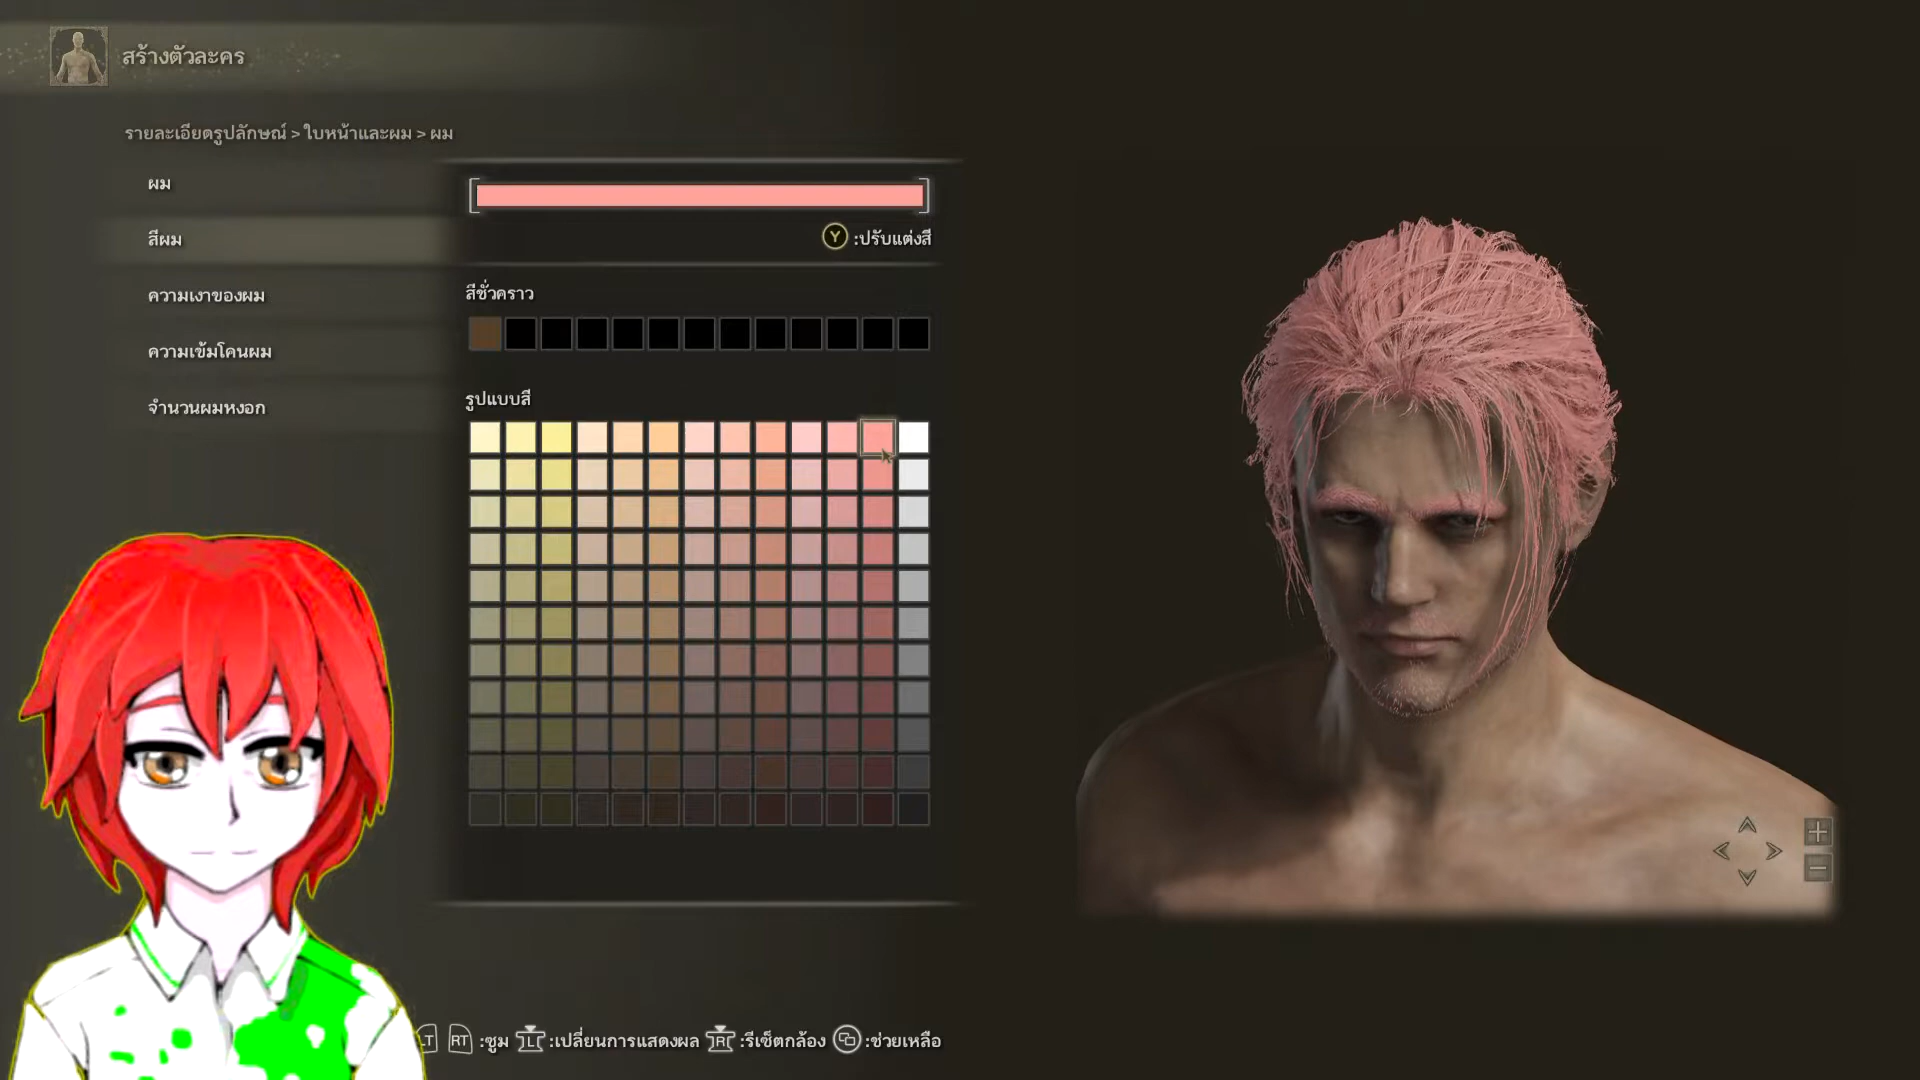 สร้างตัวละคร
รายละเอียดรูปลักษณ์ > ใบหน้าและผม > ผม
ผม
สีผม
ความเงาของผม
ความเข้มโคนผม
จำนวนผมหงอก
Y :ปรับแต่งสี
สีชั่วคราว
รูปแบบสี
LT RT :ซูม L :เปลี่ยนการแสดงผล R :รีเซ็ตกล้อง :ช่วยเหลือ